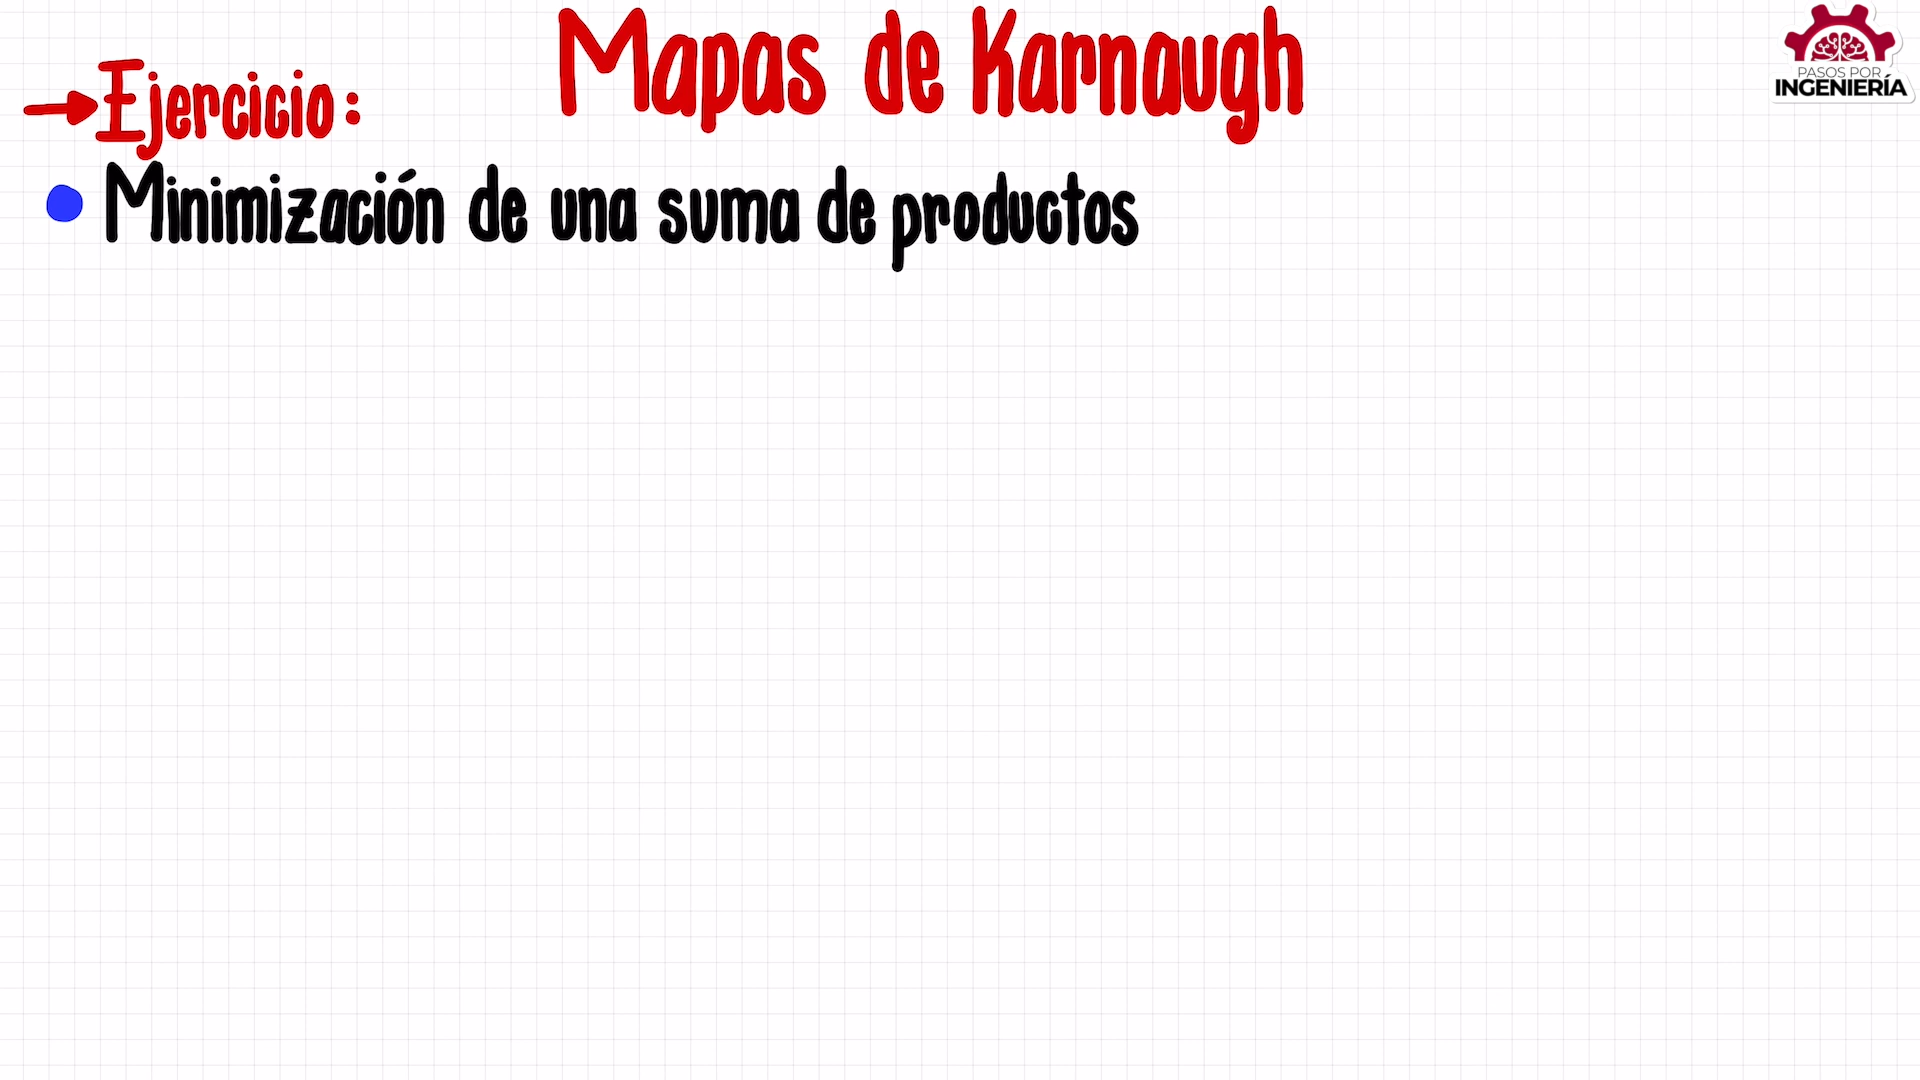 Mapas de Karnaugh
PASOS POR
INGENIERÍA
→Ejercicio:
• Minimización de una suma de productos